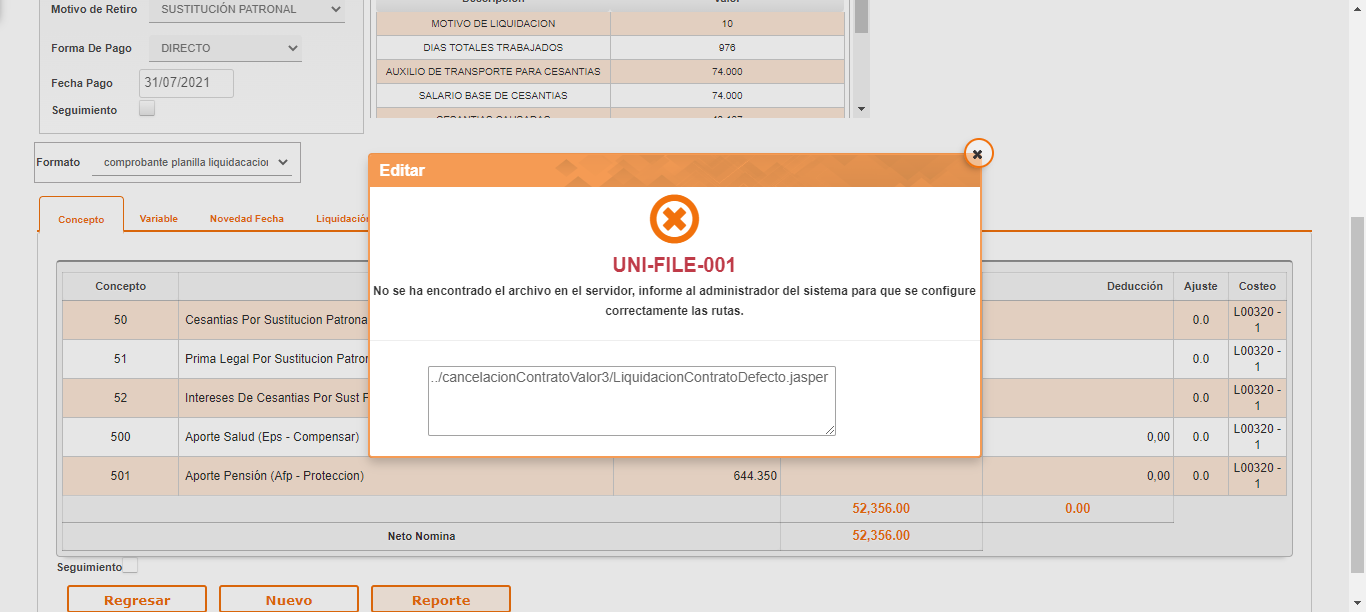 Motivo de Retiro SUSTITUCIÓN PATRONAL
Forma De Pago DIRECTO
Fecha Pago 31/07/2021
Seguimiento
Descripción Valor
MOTIVO DE LIQUIDACION 10
DIAS TOTALES TRABAJADOS 976
AUXILIO DE TRANSPORTE PARA CESANTIAS 74.000
SALARIO BASE DE CESANTIAS 74.000
CESANTIAS CAUSADAS
Formato comprobante planilla liquidacacion
Editar
UNI-FILE-001
No se ha encontrado el archivo en el servidor, informe al administrador del sistema para que se configure
correctamente las rutas.
../cancelacionContratoValor3/LiquidacionContratoDefecto.jasper
Concepto Variable Novedad Fecha Liquidación
Concepto Deducción Ajuste Costeo
50 Cesantias Por Sustitucion Patrona 0.0 L00320 -
1
51 Prima Legal Por Sustitucion Patron 0.0 L00320 -
1
52 Intereses De Cesantias Por Sust P 0.0 L00320 -
1
500 Aporte Salud (Eps - Compensar) 0,00 0.0 L00320 -
1
501 Aporte Pensión (Afp - Proteccion) 644.350 0,00 0.0 L00320 -
1
52,356.00 0.00
Neto Nomina 52,356.00
Seguimiento
Regresar Nuevo Reporte